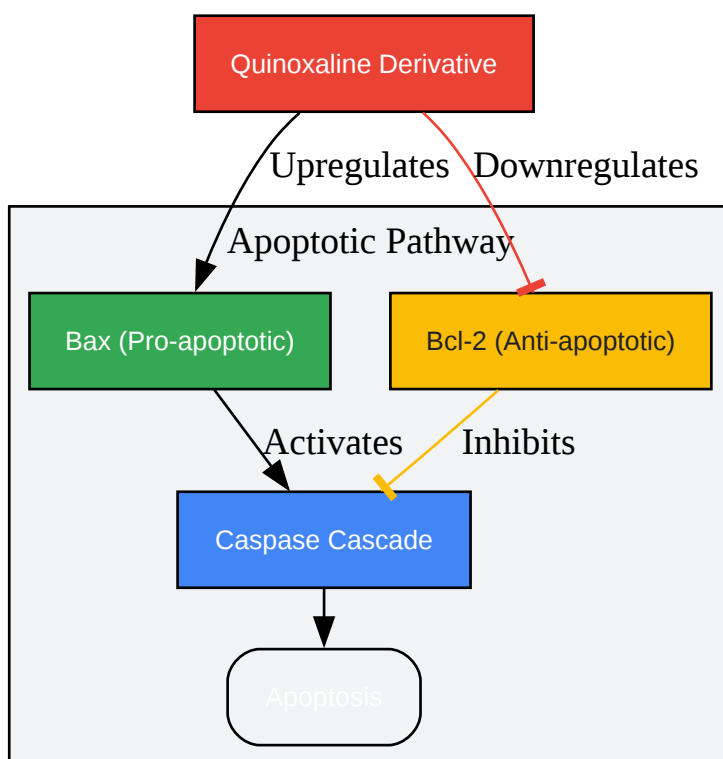 Quinoxaline Derivative
Upregulates
Downregulates
Apoptotic Pathway
Bax (Pro-apoptotic)
Bcl-2 (Anti-apoptotic)
Activates
Inhibits
Caspase Cascade
Apoptosis